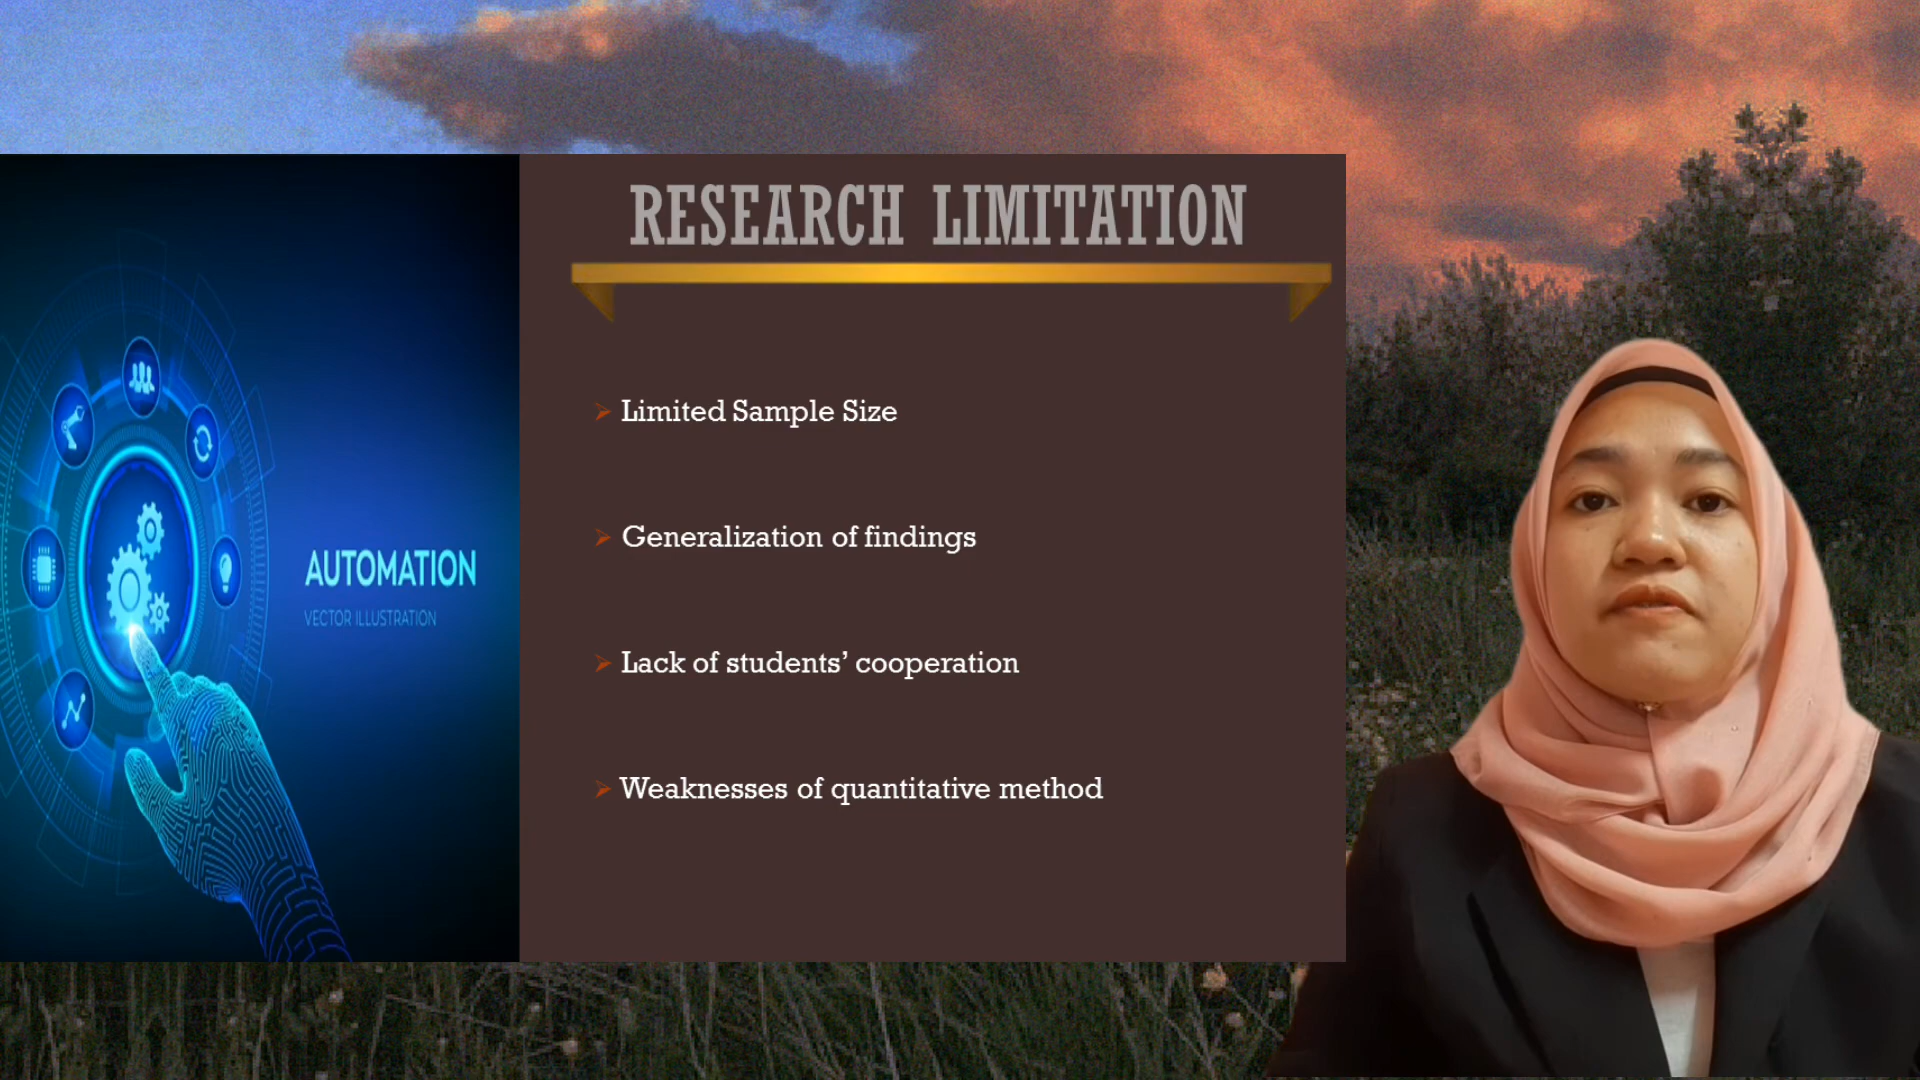 RESEARCH LIMITATION
Limited Sample Size
Generalization of findings
Lack of students’ cooperation
Weaknesses of quantitative method
AUTOMATION
VECTOR ILLUSTRATION